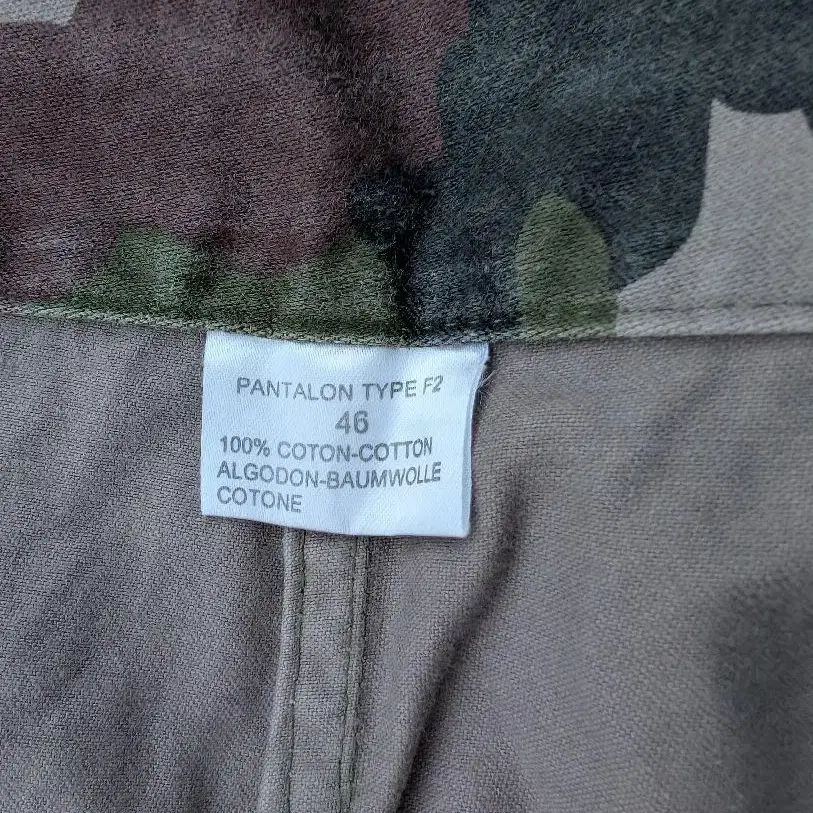 PANTALON TYPE F2
46
100% COTON-COTTON
ALGODON-BAUMWOLLE
COTONE